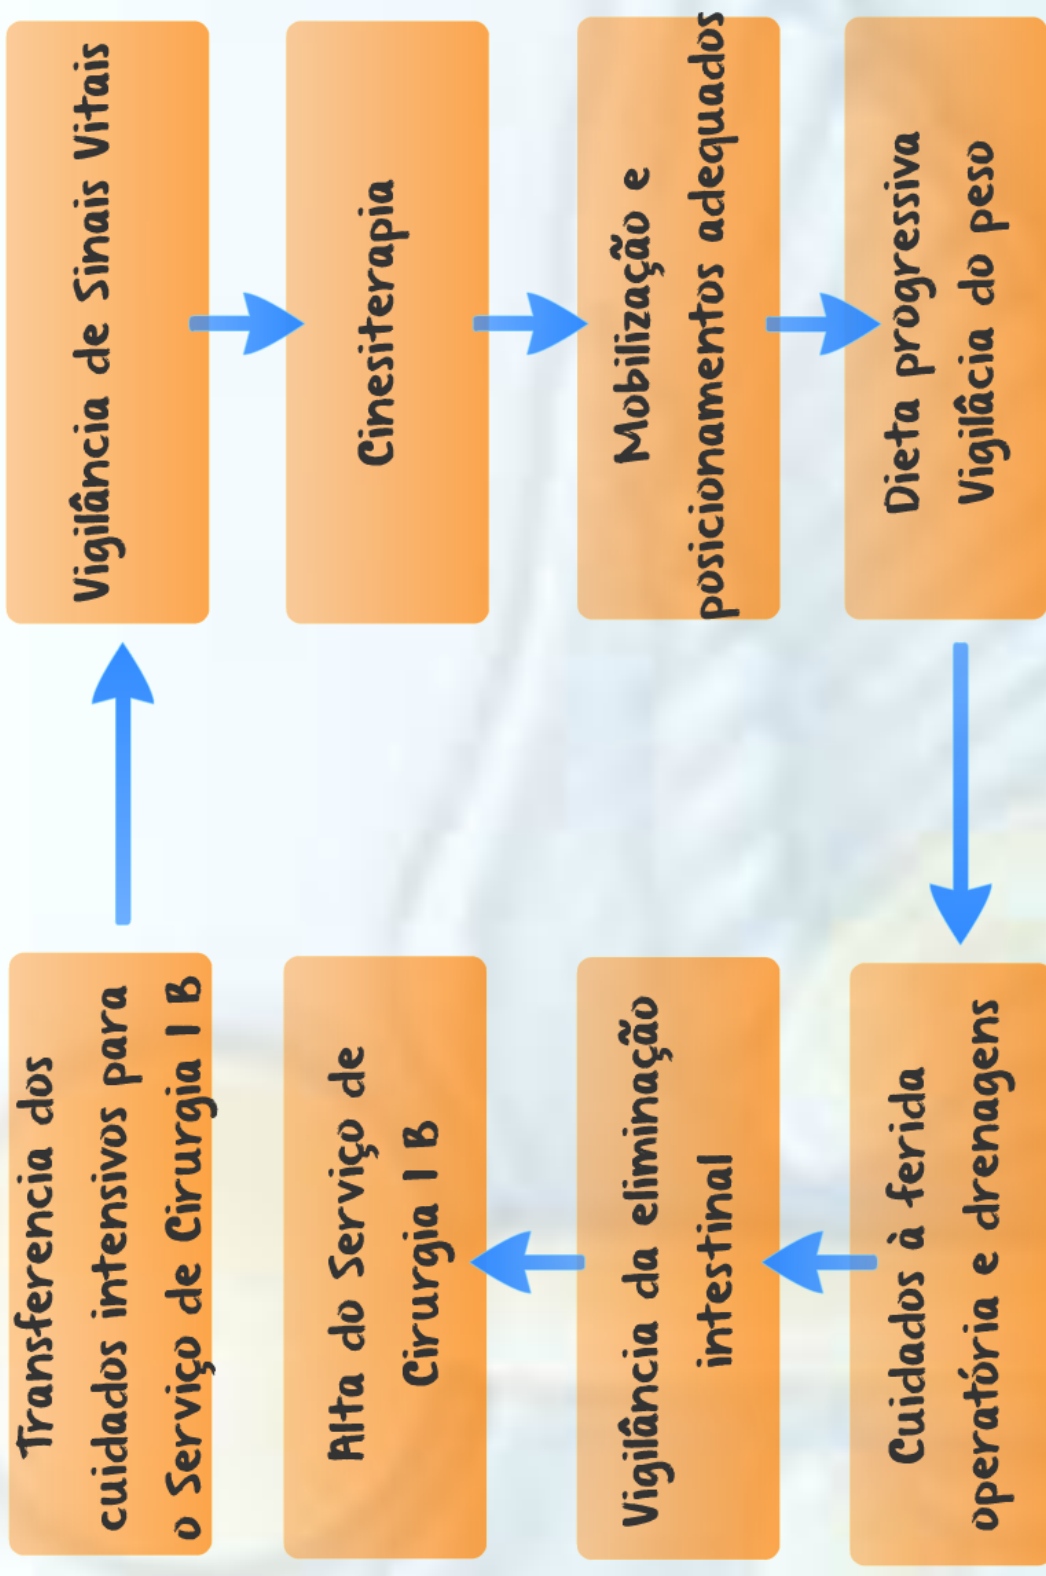 Transferencia dos
cuidados intensivos para
o Serviço de Cirurgia I B
Vigilância de Sinais Vitais
Cinesiterapia
Mobilização e
posicionamentos adequados
Dieta progressiva
Vigilâcia do peso
Cuidados à ferida
operatória e drenagens
Vigilância da eliminação
intestinal
Alta do Serviço de
Cirurgia I B